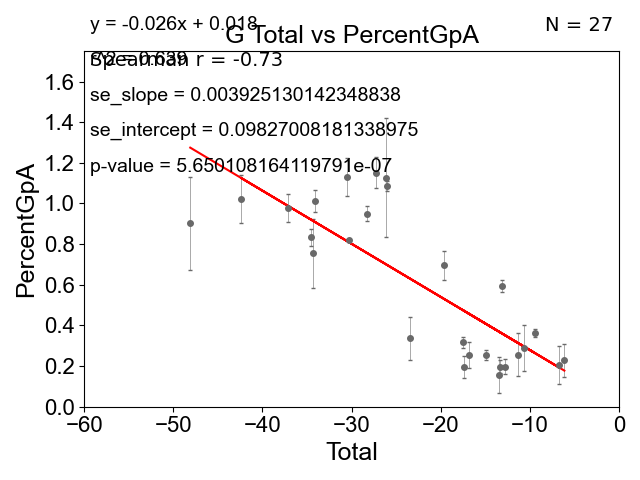 y = -0.026x + 0.018
N = 27
G Total vs PercentGpA
Spearman r = -0.73
se_slope = 0.003925130142348838
se_intercept = 0.09827008181338975
p-value = 5.650108164119791e-07
PercentGpA
1.6
1.4
1.2
1.0
0.8
0.6
0.4
0.2
0.0
−60
−50
−40
−30
−20
−10
0
Total